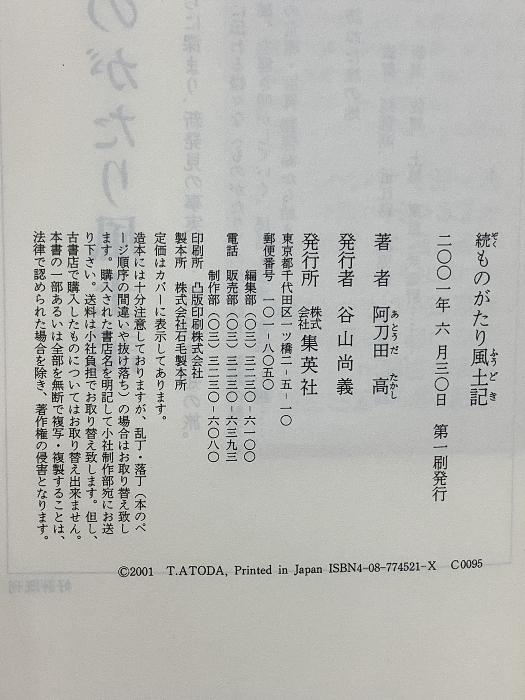 続ものがたり風土記
二〇〇一年 六 月三〇日 第一刷発行
著 者 阿刀田 高
発行者 谷山尚義
発行所 株式会社 集英社
東京都千代田区一ツ橋二-五-一〇
郵便番号 一〇一-八〇五〇
編集部(〇三)三二三〇-六一〇〇
電話 販売部(〇三)三二三〇-六三九三
制作部(〇三)三二三〇-六〇八〇
印刷所 凸版印刷株式会社
製本所 株式会社石毛製本所
定価はカバーに表示してあります。
造本には十分注意しておりますが、乱丁・落丁(本のペ
ージ順序の間違いや抜け落ち)の場合はお取り替え致し
ます。購入された書店名を明記して小社制作部宛にお送
り下さい。送料は小社負担でお取り替え致します。但し、
古書店で購入したものについてはお取り替え出来ません。
本書の一部あるいは全部を無断で複写・複製することは、
法律で認められた場合を除き、著作権の侵害となります。
©2001 T.ATODA, Printed in Japan ISBN4-08-774521-X C0095